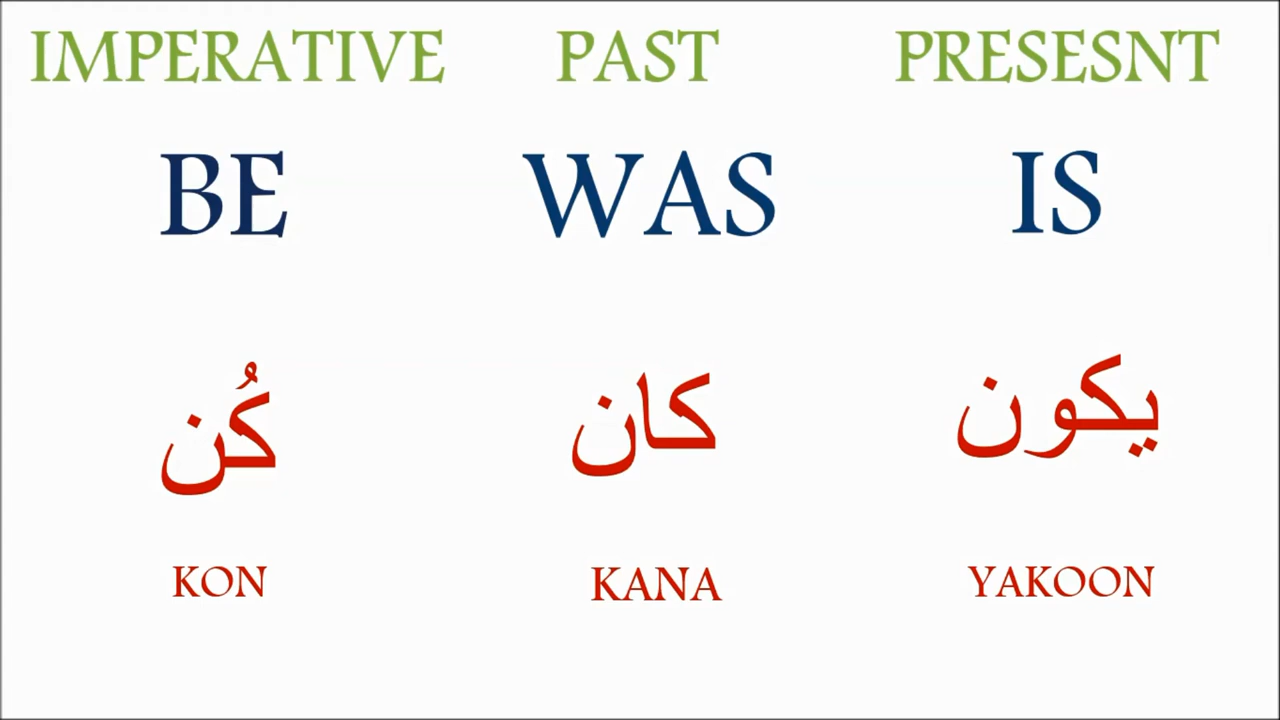 IMPERATIVE PAST PRESESNT
BE WAS IS
كُن كان يكون
KON KANA YAKOON